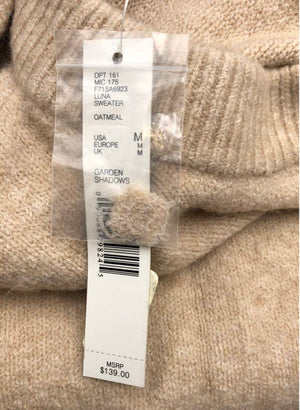 DPT 161
MIC 175
F71SA6923
LUNA
SWEATER
OATMEAL
USA M
EUROPE M
UK M
GARDEN
SHADOWS
MSRP
$139.00